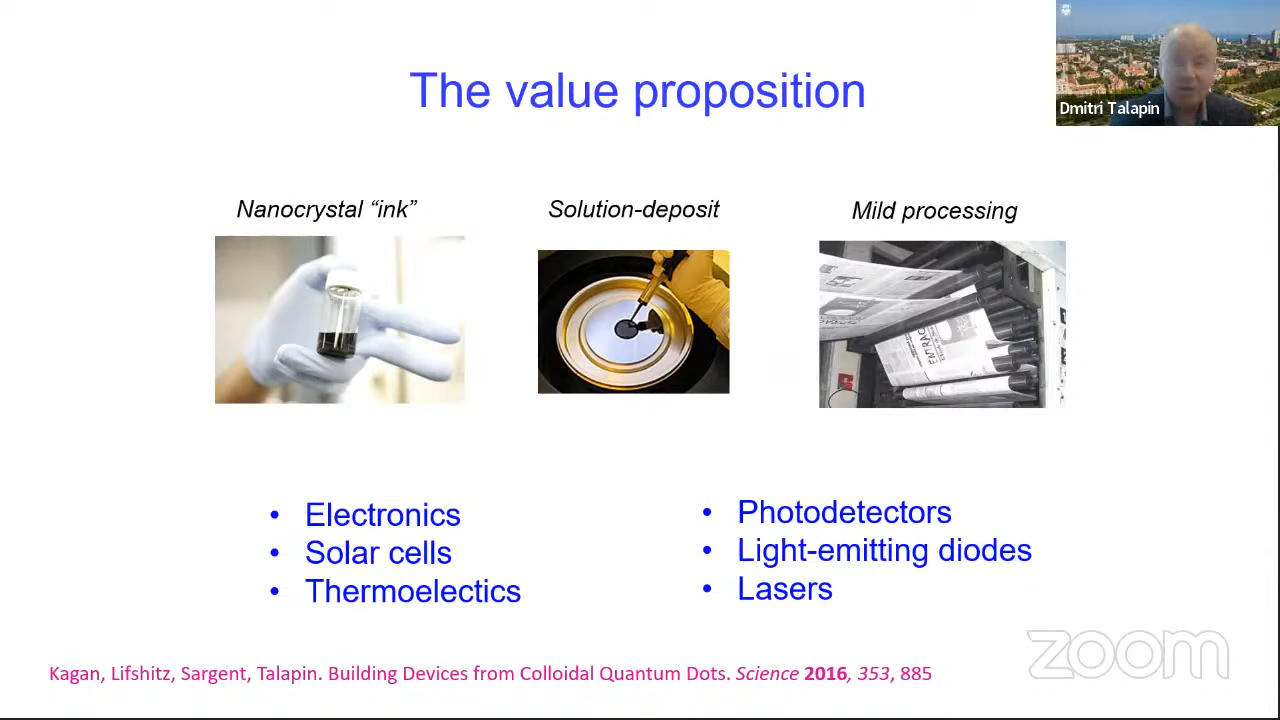 The value proposition
Dmitri Talapin
Nanocrystal “ink”
Solution-deposit
Mild processing
• Electronics
• Solar cells
• Thermoelectics
• Photodetectors
• Light-emitting diodes
• Lasers
zoom
Kagan, Lifshitz, Sargent, Talapin. Building Devices from Colloidal Quantum Dots. Science 2016, 353, 885